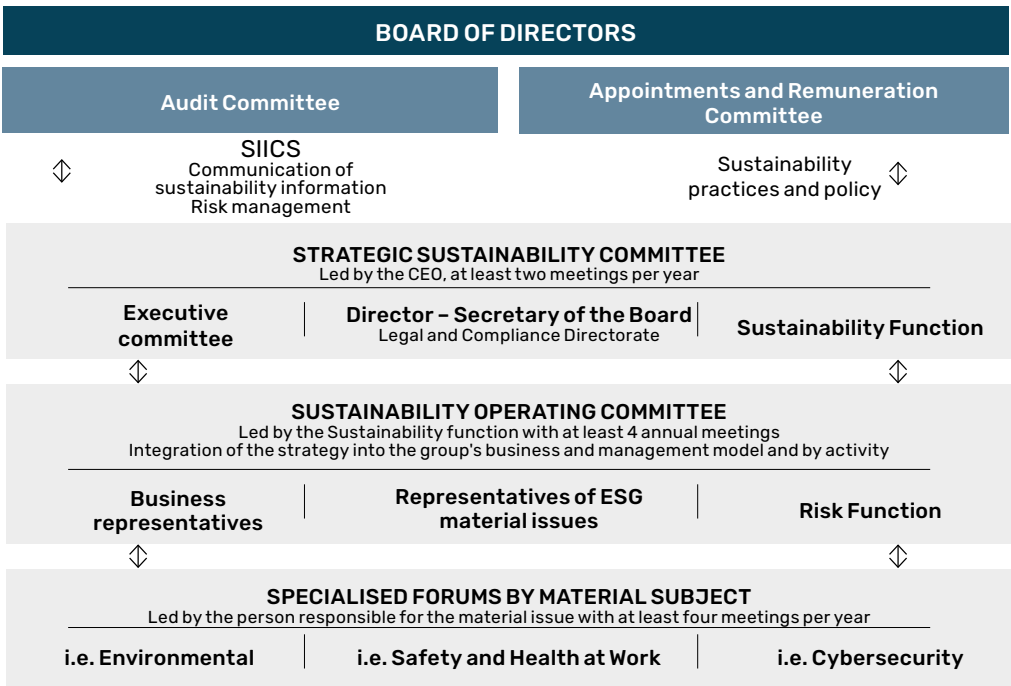 BOARD OF DIRECTORS
Audit Committee
Appointments and Remuneration
Committee
SIICS
Communication of
sustainability information
Risk management
Sustainability
practices and policy
STRATEGIC SUSTAINABILITY COMMITTEE
Led by the CEO, at least two meetings per year
Executive
committee
Director – Secretary of the Board
Legal and Compliance Directorate
Sustainability Function
SUSTAINABILITY OPERATING COMMITTEE
Led by the Sustainability function with at least 4 annual meetings
Integration of the strategy into the group's business and management model and by activity
Business
representatives
Representatives of ESG
material issues
Risk Function
SPECIALISED FORUMS BY MATERIAL SUBJECT
Led by the person responsible for the material issue with at least four meetings per year
i.e. Environmental
i.e. Safety and Health at Work
i.e. Cybersecurity